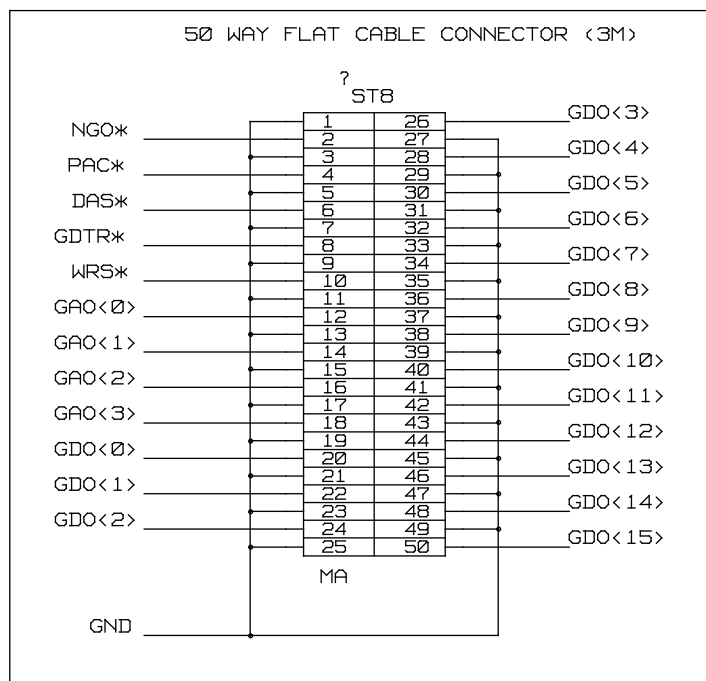 50 WAY FLAT CABLE CONNECTOR (3M)
?
ST8
1 26 GDO<3>
NGO* 2 27
3 28 GDO<4>
PAC* 4 29
5 30 GDO<5>
DAS* 6 31
7 32 GDO<6>
GDTR* 8 33
9 34 GDO<7>
WRS* 10 35
11 36 GDO<8>
GAO<0> 12 37
13 38 GDO<9>
GAO<1> 14 39
15 40 GDO<10>
GAO<2> 16 41
17 42 GDO<11>
GAO<3> 18 43
19 44 GDO<12>
GDO<0> 20 45
21 46 GDO<13>
GDO<1> 22 47
23 48 GDO<14>
GDO<2> 24 49
25 50 GDO<15>
MA
GND